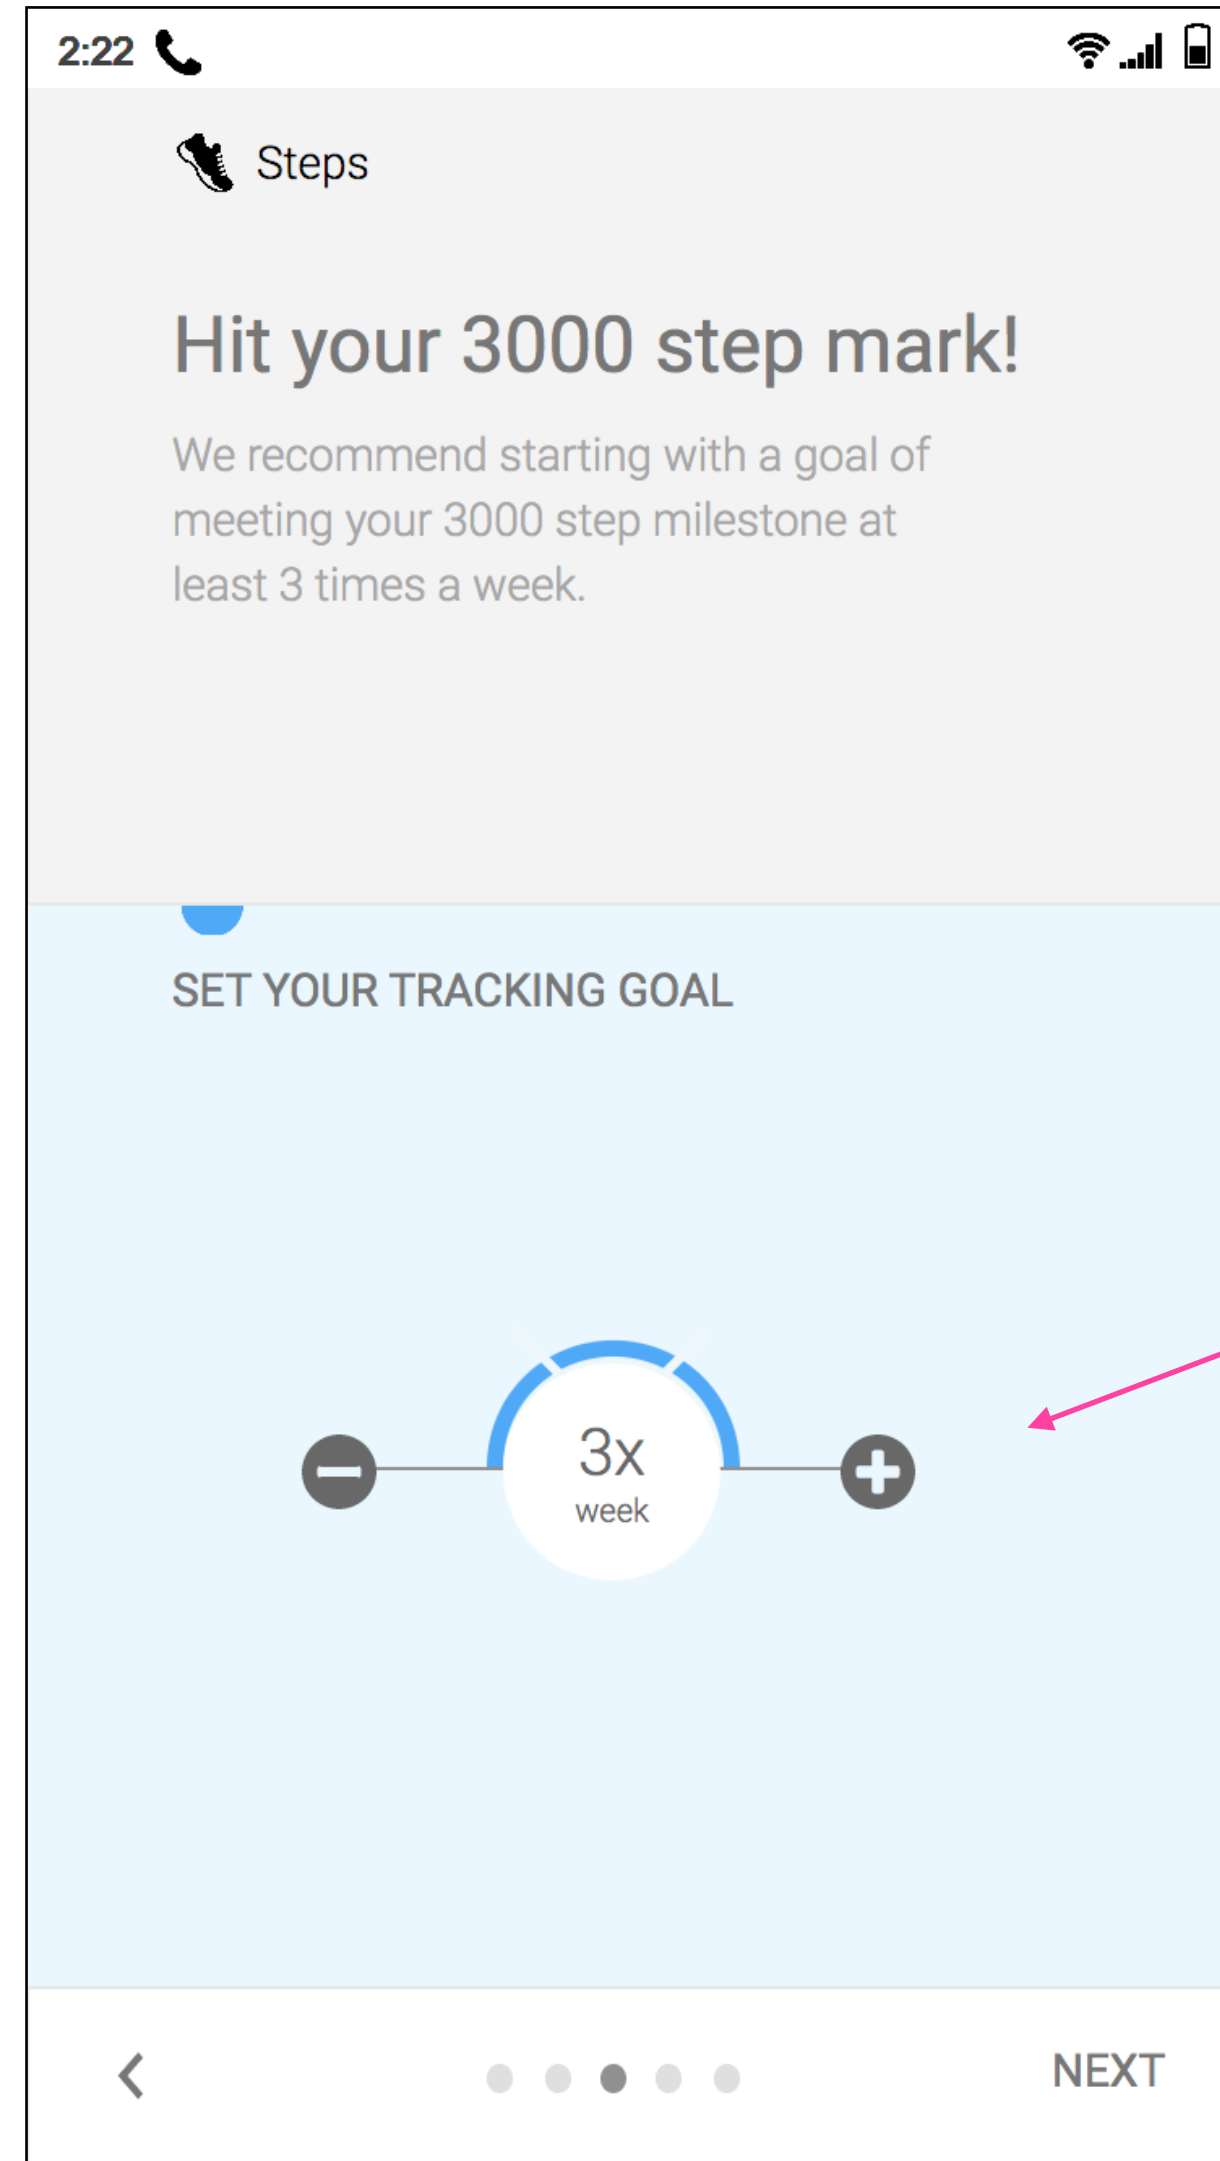 2:22
Steps
Hit your 3000 step mark!
We recommend starting with a goal of
meeting your 3000 step milestone at
least 3 times a week.
SET YOUR TRACKING GOAL
3x
week
NEXT